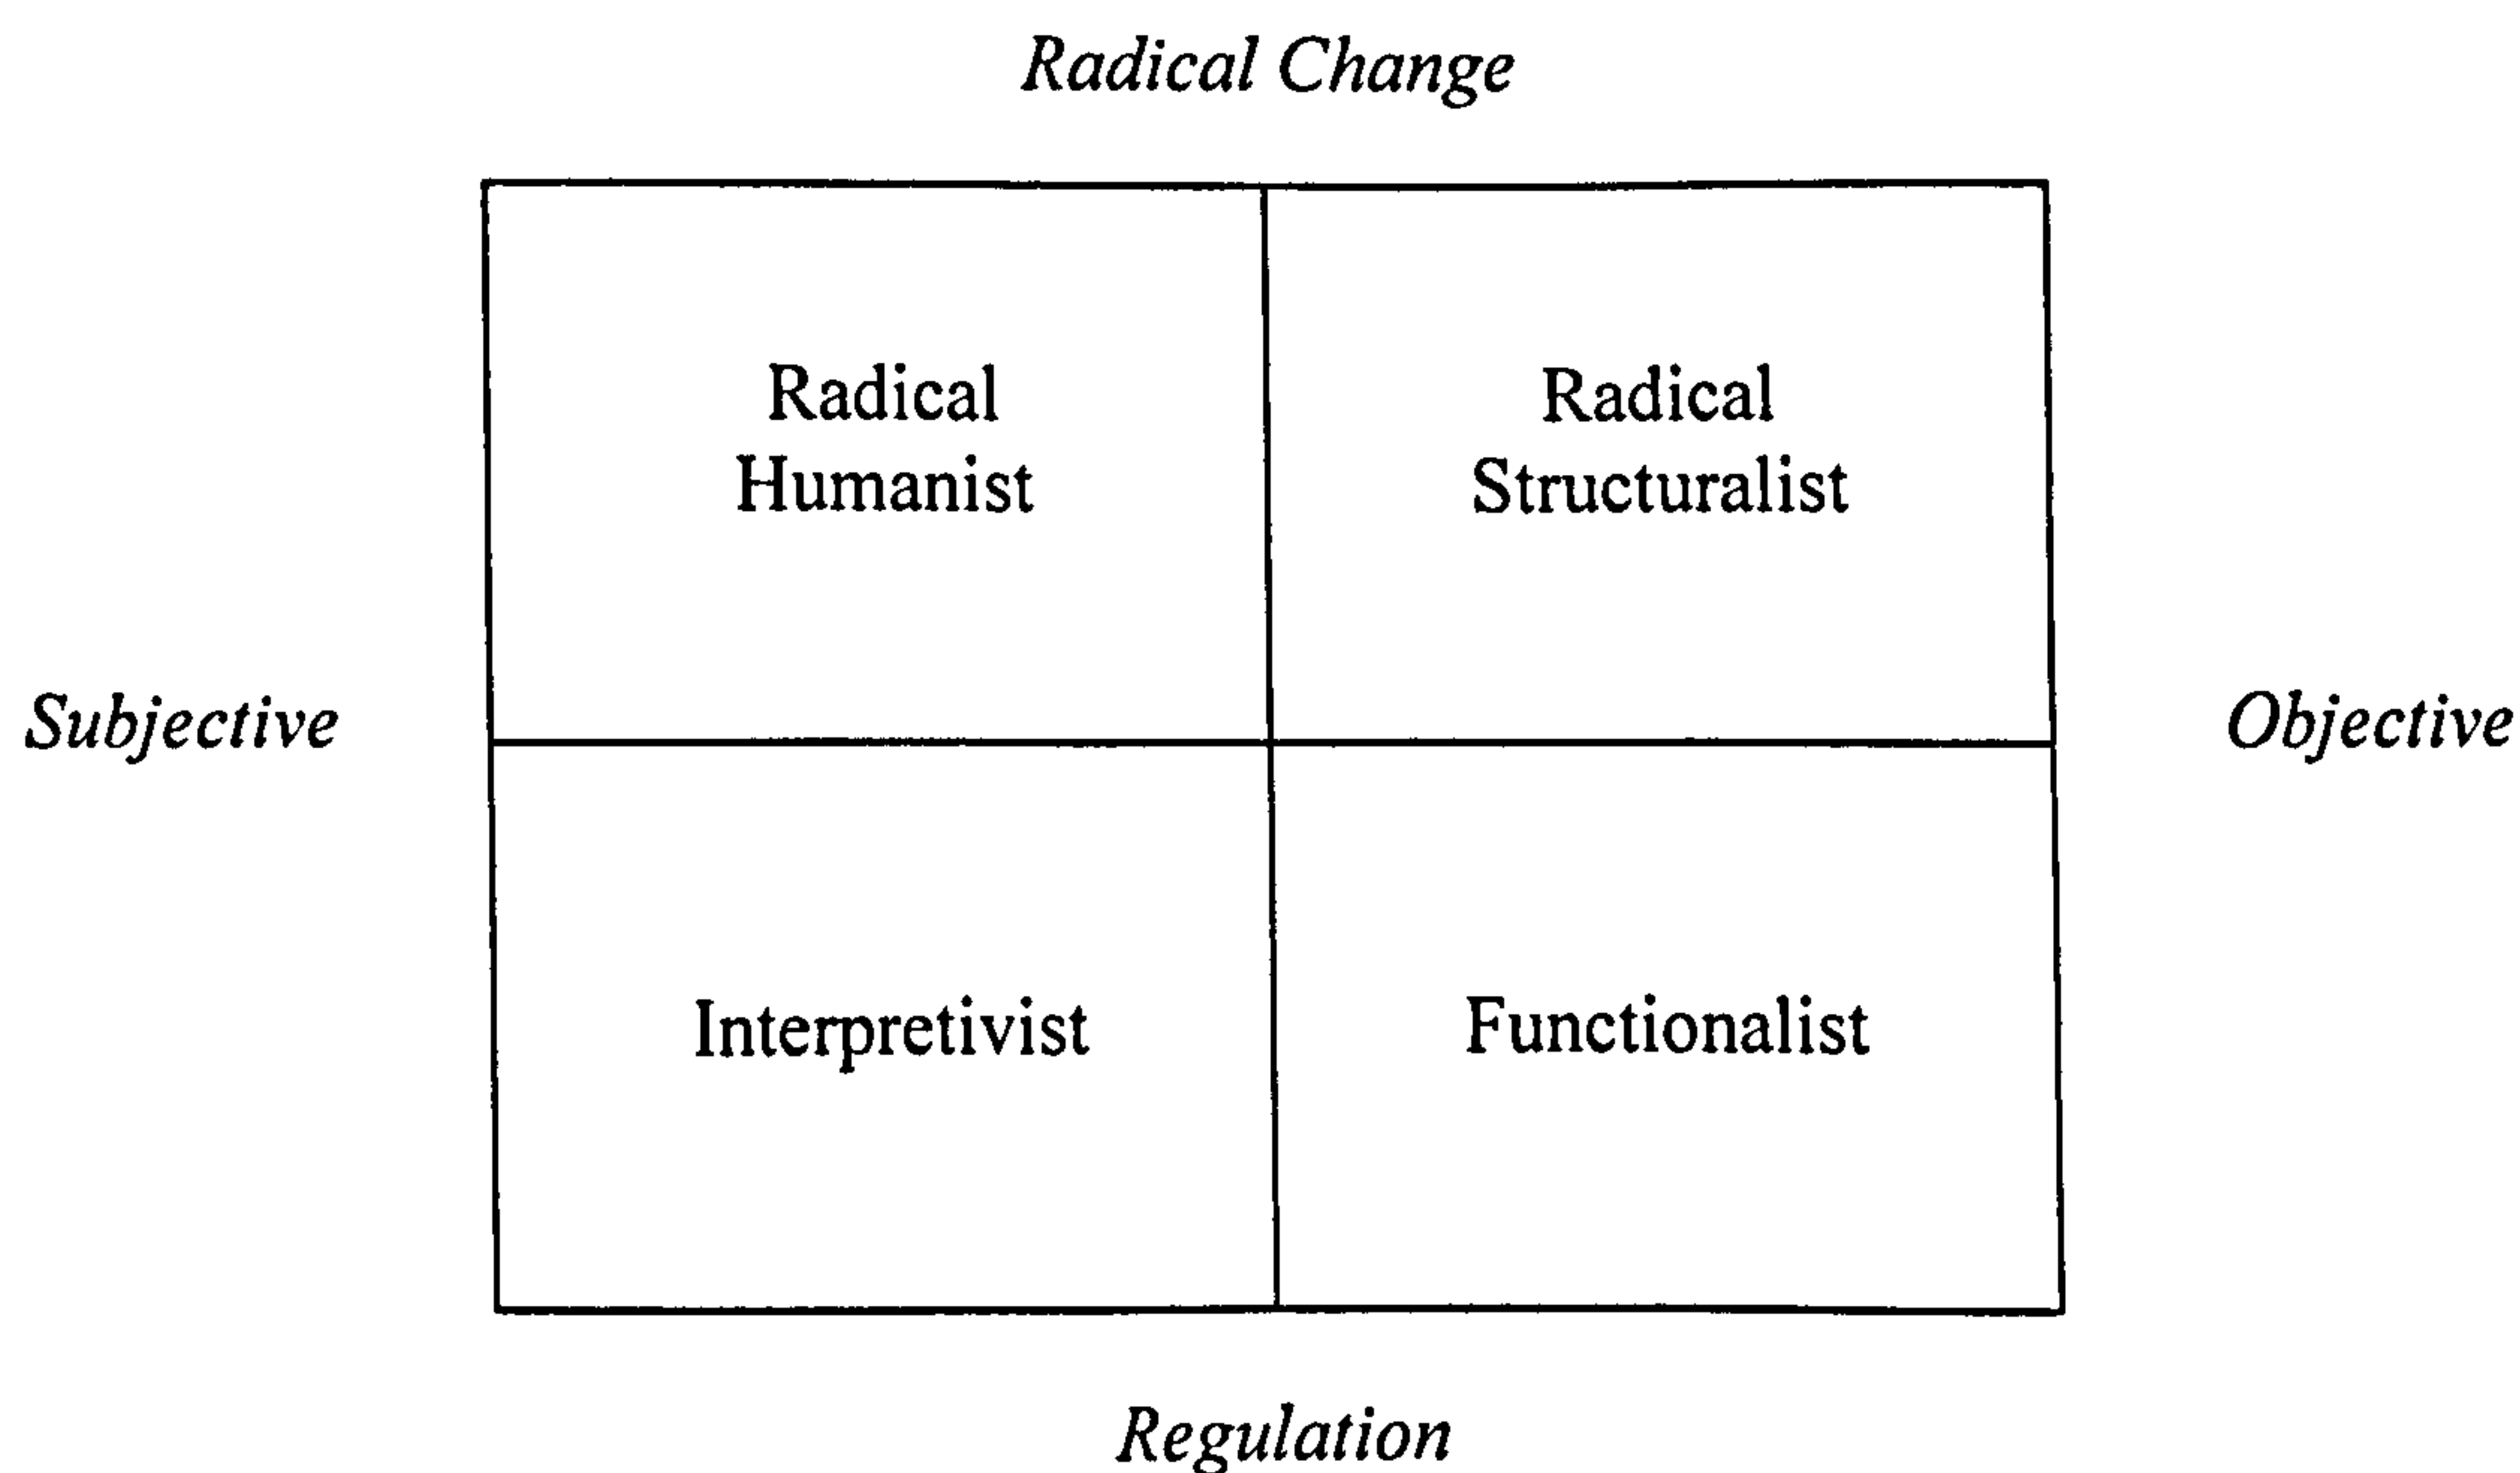 Radical Change
Radical
Humanist
Radical
Structuralist
Subjective
Objective
Interpretivist
Functionalist
Regulation